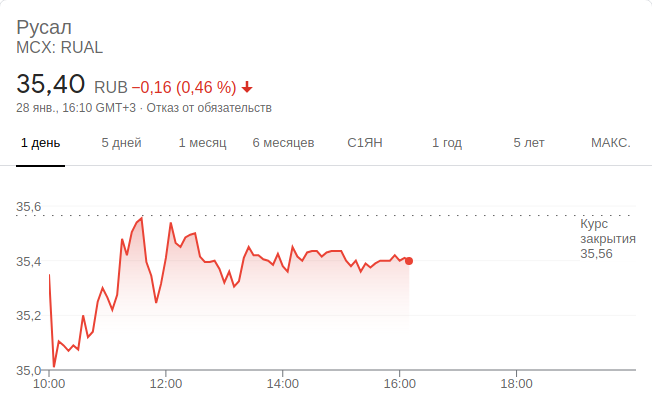 Русал
MCX: RUAL
35,40 RUB −0,16 (0,46 %)
28 янв., 16:10 GMT+3 · Отказ от обязательств
1 день 5 дней 1 месяц 6 месяцев С1ЯН 1 год 5 лет МАКС.
35,6
Курс
закрытия
35,56
35,4
35,2
35,0
10:00 12:00 14:00 16:00 18:00